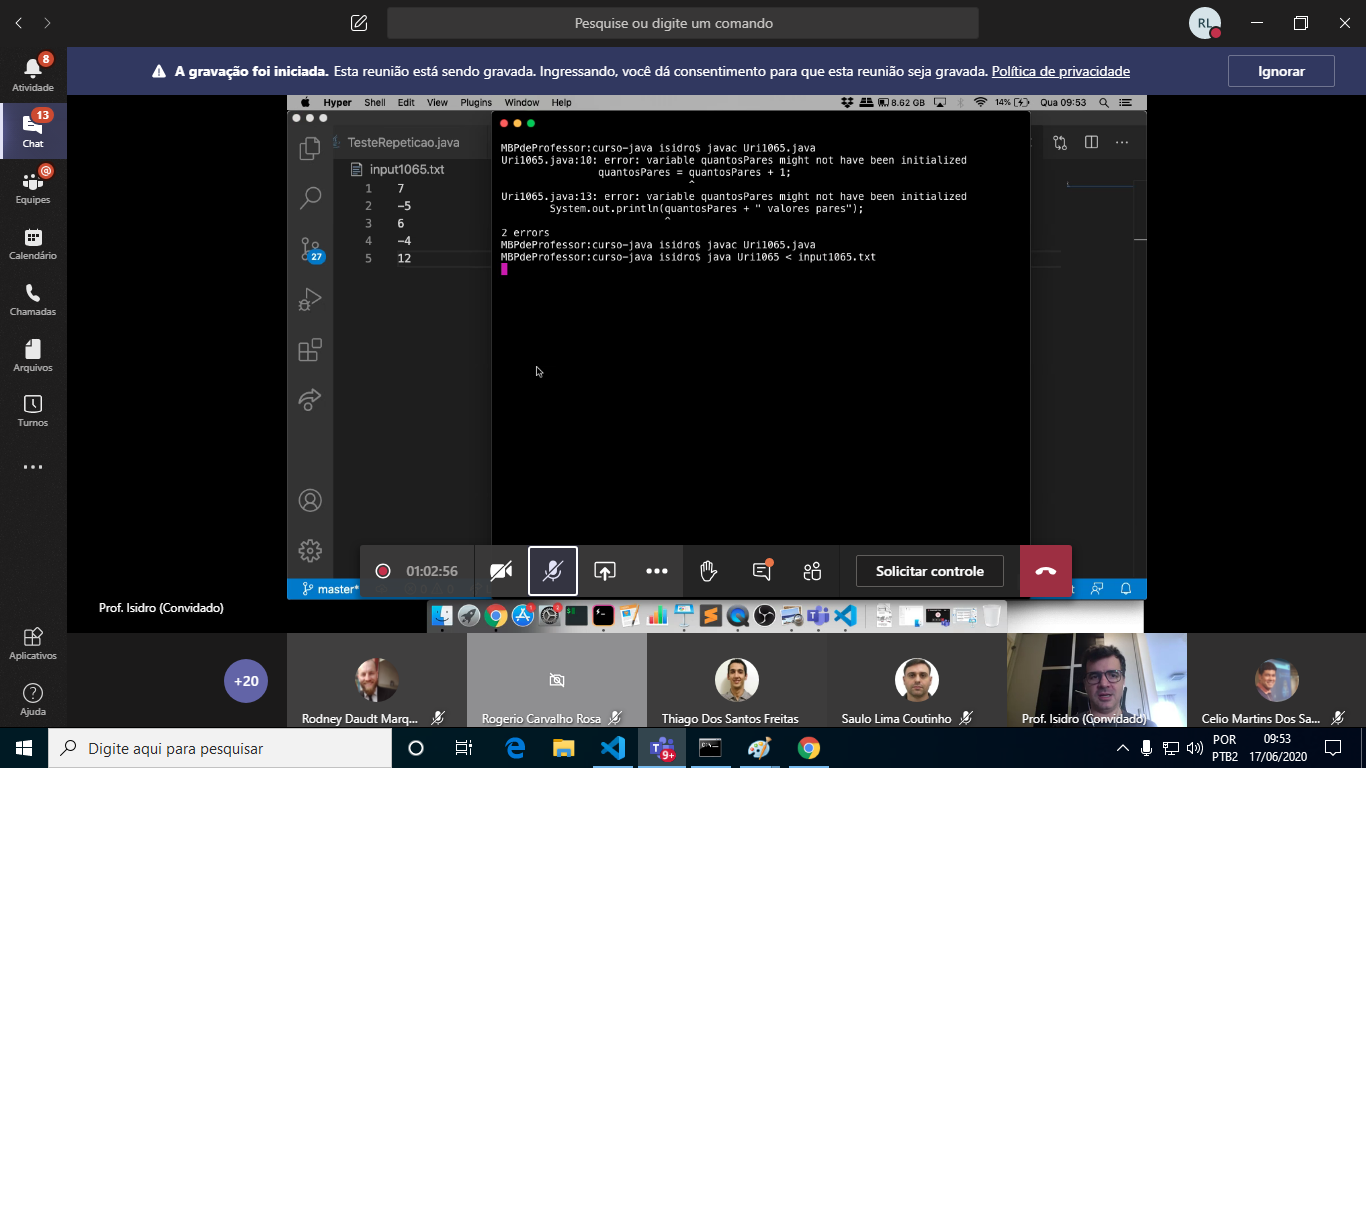 Pesquise ou digite um comando
RL
A gravação foi iniciada. Esta reunião está sendo gravada. Ingressando, você dá consentimento para que esta reunião seja gravada. Política de privacidade
Ignorar
8
Atividade
13
Chat
@
Equipes
Calendário
Chamadas
Arquivos
Turnos
Aplicativos
Ajuda
Hyper Shell Edit View Plugins Window Help
8.62 GB 14% Qua 09:53
TesteRepeticao.java
input1065.txt
1 7
2 -5
3 6
4 -4
5 12
27
MBPdeProfessor:curso-java isidro$ javac Uri1065.java
Uri1065.java:10: error: variable quantosPares might not have been initialized
quantosPares = quantosPares + 1;
^
Uri1065.java:13: error: variable quantosPares might not have been initialized
System.out.println(quantosPares + " valores pares");
^
2 errors
MBPdeProfessor:curso-java isidro$ javac Uri1065.java
MBPdeProfessor:curso-java isidro$ java Uri1065 < input1065.txt
01:02:56
Solicitar controle
master*
Prof. Isidro (Convidado)
+20
Rodney Daudt Marq...
Rogerio Carvalho Rosa
Thiago Dos Santos Freitas
Saulo Lima Coutinho
Prof. Isidro (Convidado)
Celio Martins Dos Sa...
Digite aqui para pesquisar
9+
POR
PTB2
09:53
17/06/2020